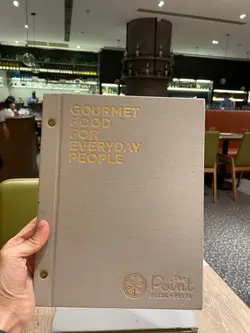 GOURMET
FOOD
FOR
EVERYDAY
PEOPLE
THE
Point
PIZZA + PASTA